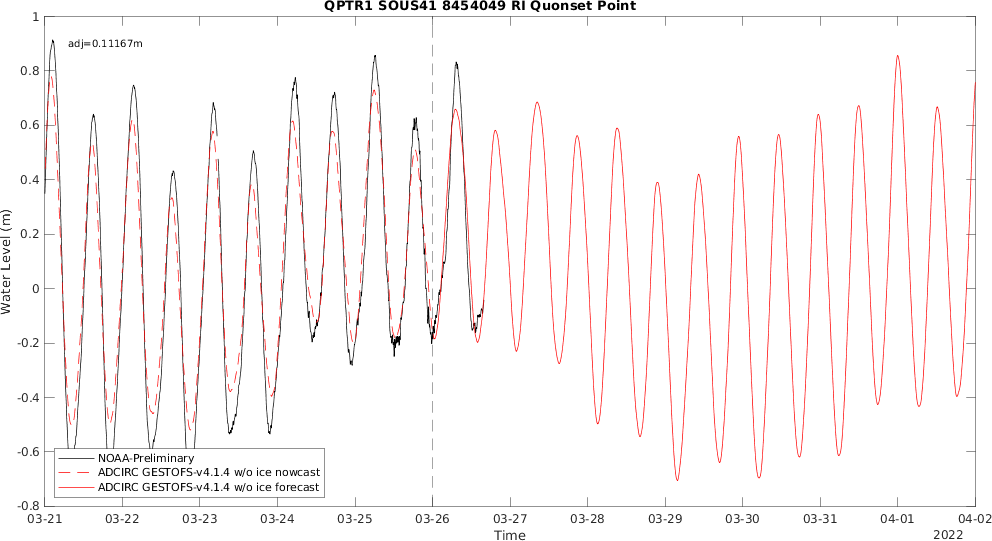 QPTR1 SOUS41 8454049 RI Quonset Point
adj=0.11167m
Water Level (m)
1
0.8
0.6
0.4
0.2
0
-0.2
-0.4
-0.6
-0.8
NOAA-Preliminary
ADCIRC GESTOFS-v4.1.4 w/o ice nowcast
ADCIRC GESTOFS-v4.1.4 w/o ice forecast
03-21 03-22 03-23 03-24 03-25 03-26 03-27 03-28 03-29 03-30 03-31 04-01 04-02
Time
2022